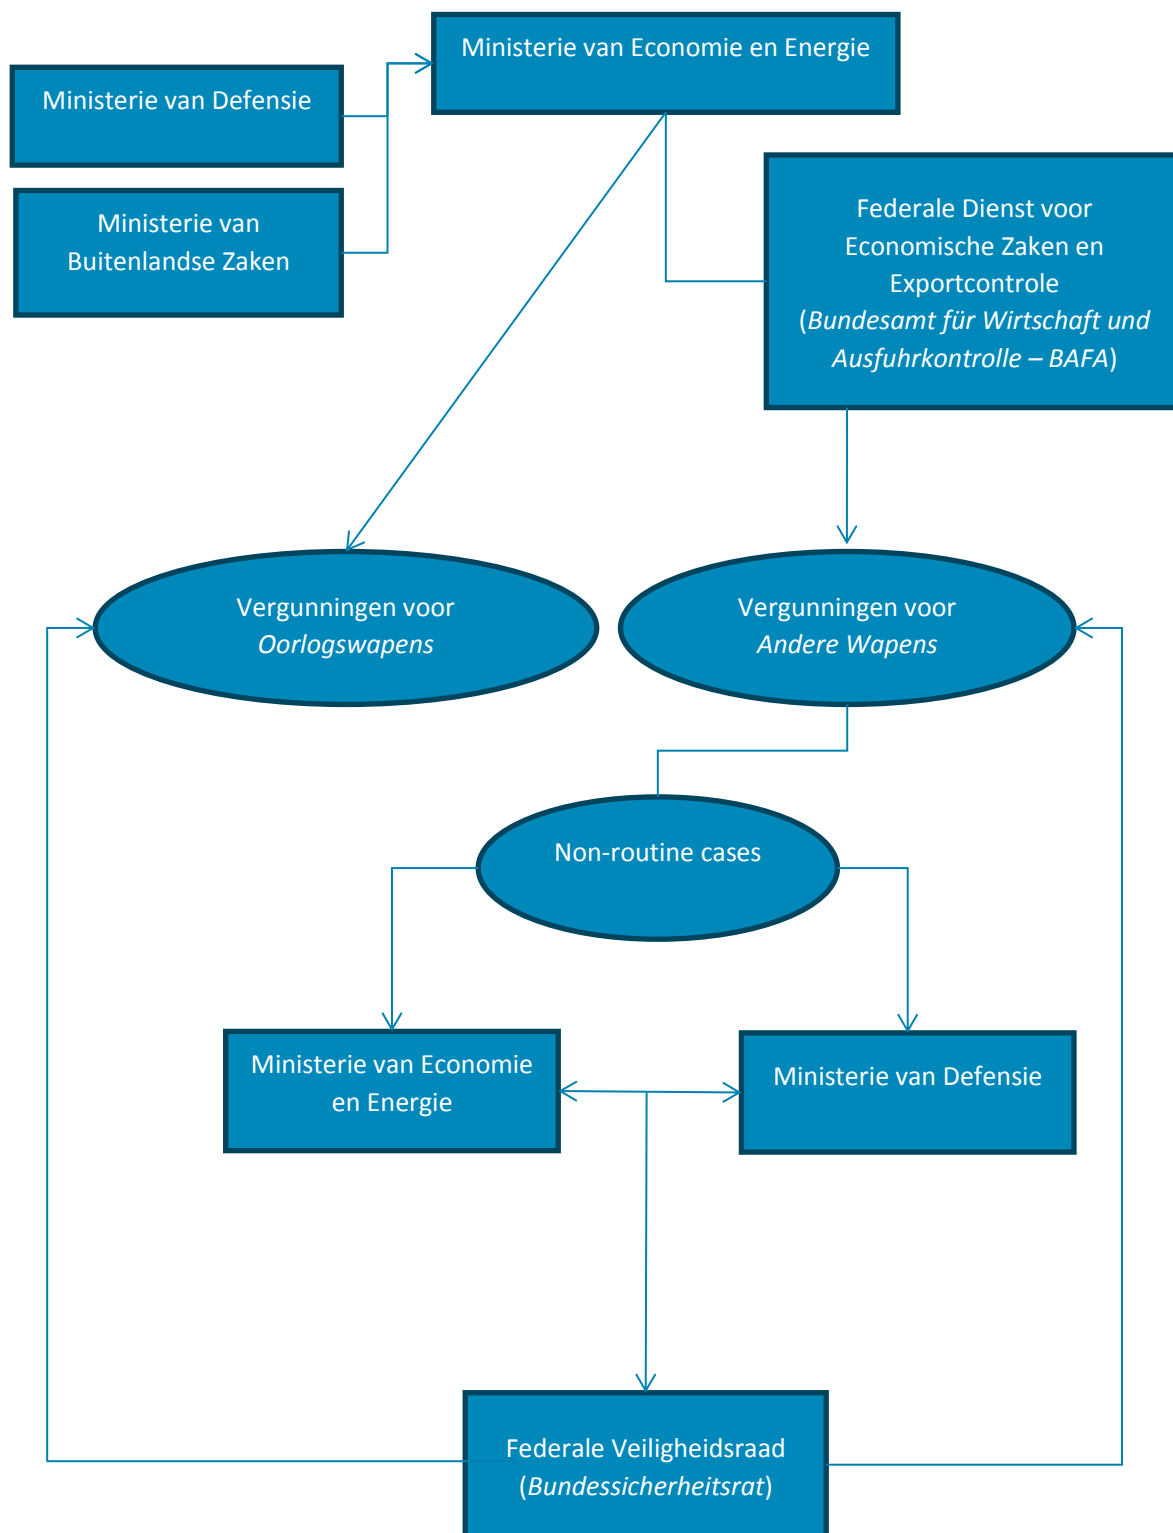 Ministerie van Economie en Energie
Ministerie van Defensie
Ministerie van
Buitenlandse Zaken
Federale Dienst voor
Economische Zaken en
Exportcontrole
(Bundesamt für Wirtschaft und
Ausfuhrkontrolle – BAFA)
Vergunningen voor
Oorlogswapens
Vergunningen voor
Andere Wapens
Non-routine cases
Ministerie van Economie
en Energie
Ministerie van Defensie
Federale Veiligheidsraad
(Bundessicherheitsrat)